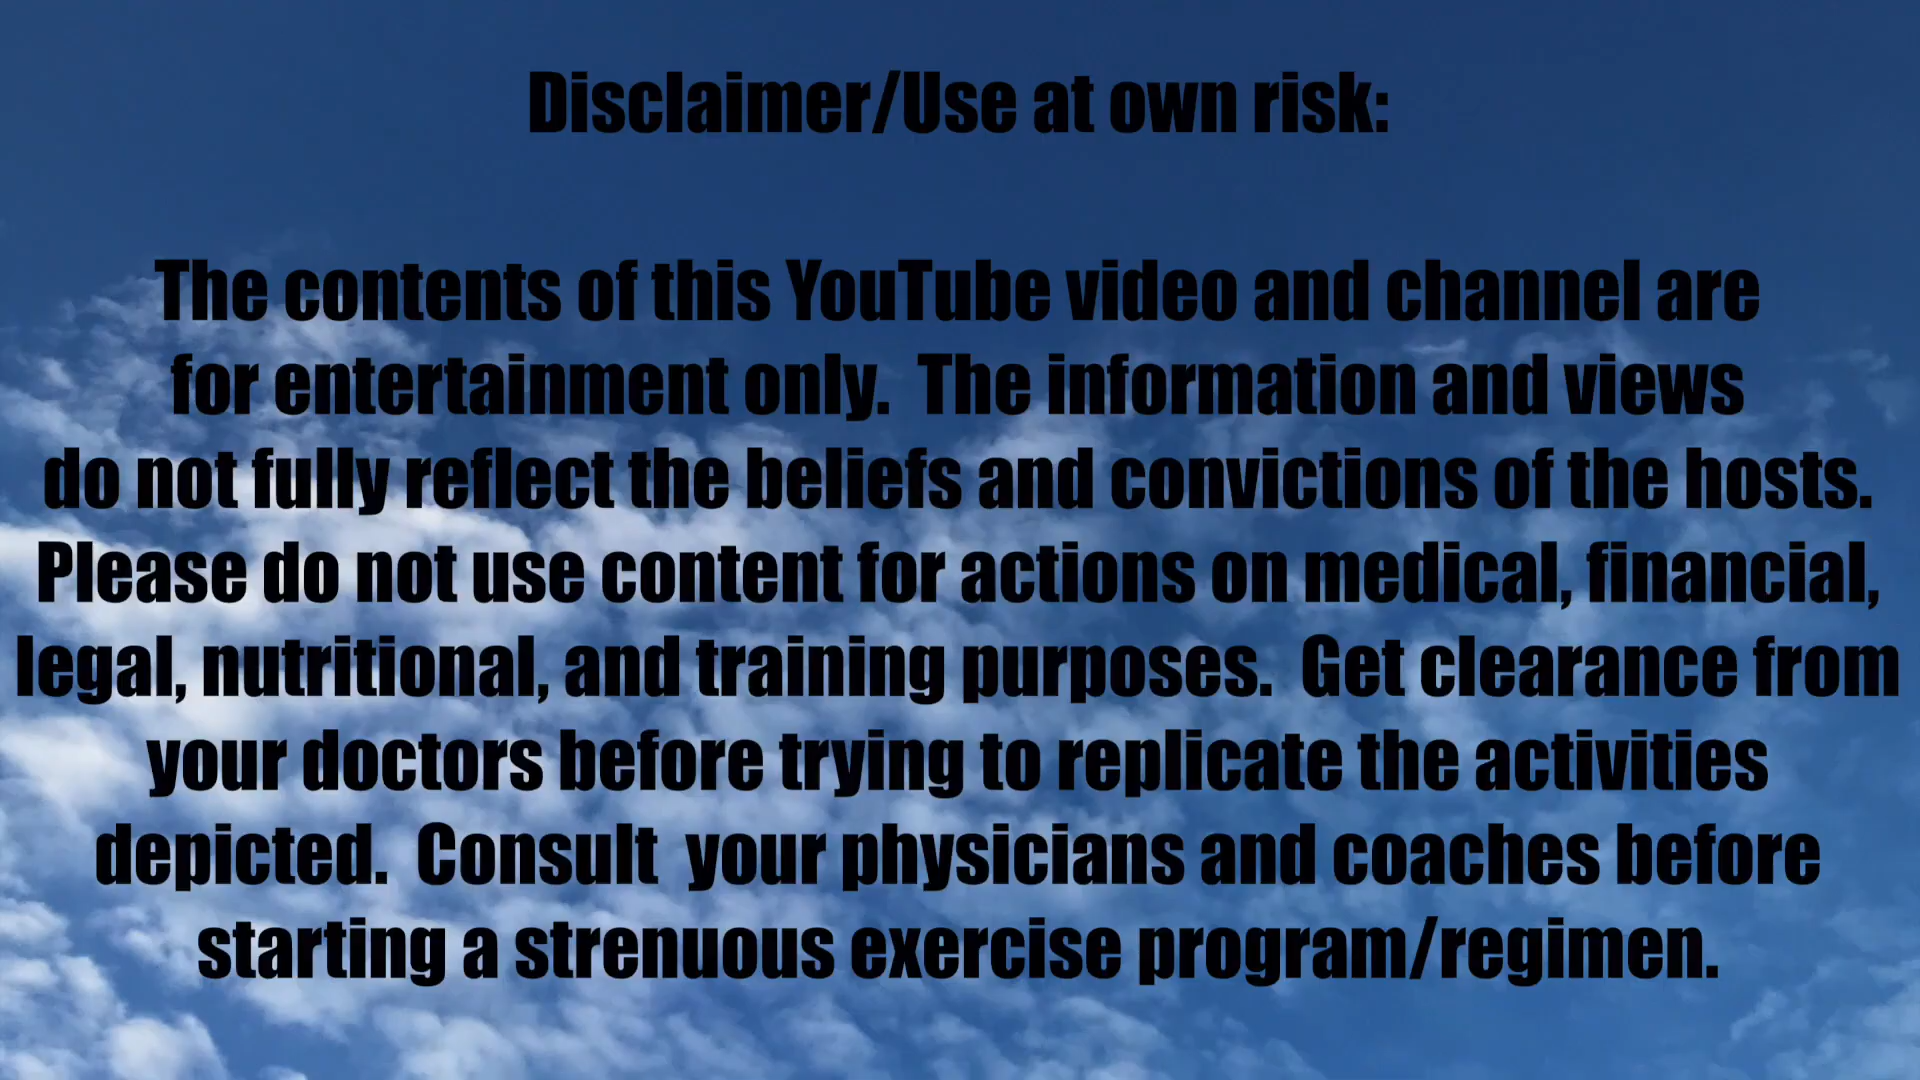 Disclaimer/Use at own risk:
The contents of this YouTube video and channel are
for entertainment only.  The information and views
do not fully reflect the beliefs and convictions of the hosts.
Please do not use content for actions on medical, financial,
legal, nutritional, and training purposes.  Get clearance from
your doctors before trying to replicate the activities
depicted.  Consult  your physicians and coaches before
starting a strenuous exercise program/regimen.